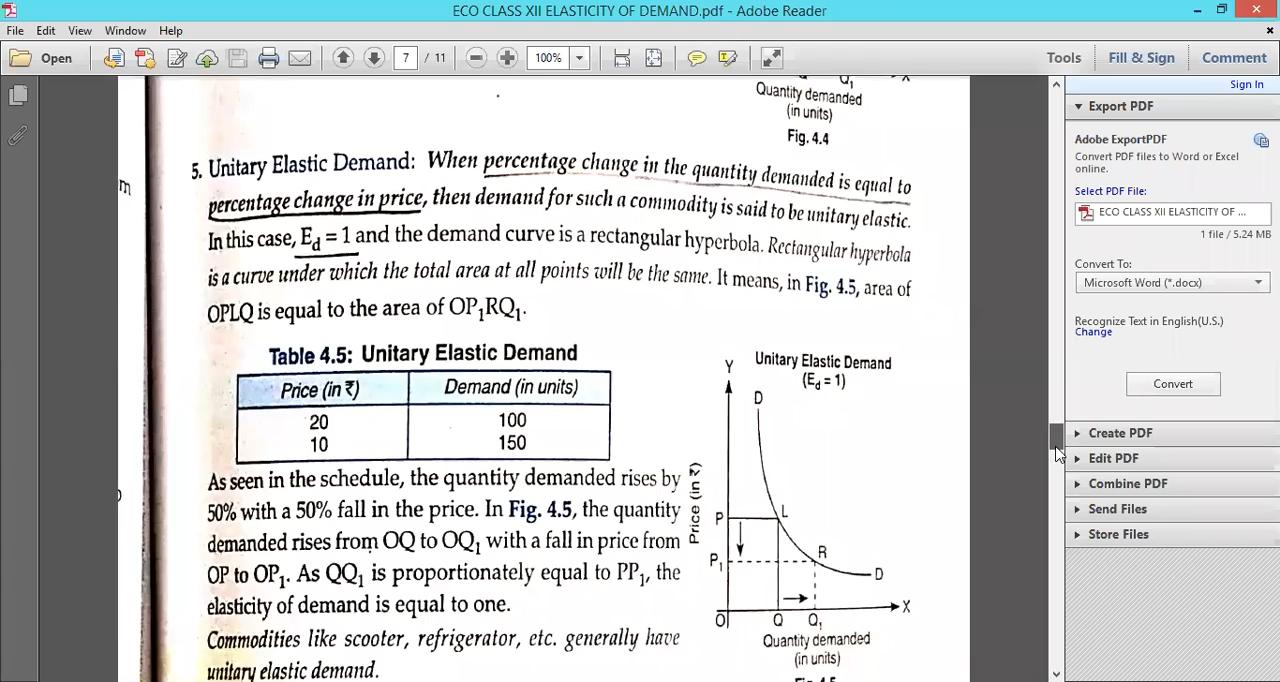 ECO CLASS XII ELASTICITY OF DEMAND.pdf - Adobe Reader
File Edit View Window Help
Open 7 / 11 100% Tools Fill & Sign Comment
Sign In
Export PDF
Adobe ExportPDF
Convert PDF files to Word or Excel
online.
Select PDF File:
ECO CLASS XII ELASTICITY OF ...
1 file / 5.24 MB
Convert To:
Microsoft Word (*.docx)
Recognize Text in English(U.S.)
Change
Convert
Create PDF
Edit PDF
Combine PDF
Send Files
Store Files
Q₁ X
Quantity demanded
(in units)
Fig. 4.4
5. Unitary Elastic Demand: When percentage change in the quantity demanded is equal to
percentage change in price, then demand for such a commodity is said to be unitary elastic.
In this case, Ed = 1 and the demand curve is a rectangular hyperbola. Rectangular hyperbola
is a curve under which the total area at all points will be the same. It means, in Fig. 4.5, area of
OPLQ is equal to the area of OP₁RQ₁.
Table 4.5: Unitary Elastic Demand
Price (in ₹) Demand (in units)
20 100
10 150
As seen in the schedule, the quantity demanded rises by
50% with a 50% fall in the price. In Fig. 4.5, the quantity
demanded rises from OQ to OQ₁ with a fall in price from
OP to OP₁. As QQ₁ is proportionately equal to PP₁, the
elasticity of demand is equal to one.
Commodities like scooter, refrigerator, etc. generally have
unitary elastic demand.
Unitary Elastic Demand
(Ed = 1)
Y
D
Price (in ₹)
P L
P₁ R
D
O Q Q₁ X
Quantity demanded
(in units)